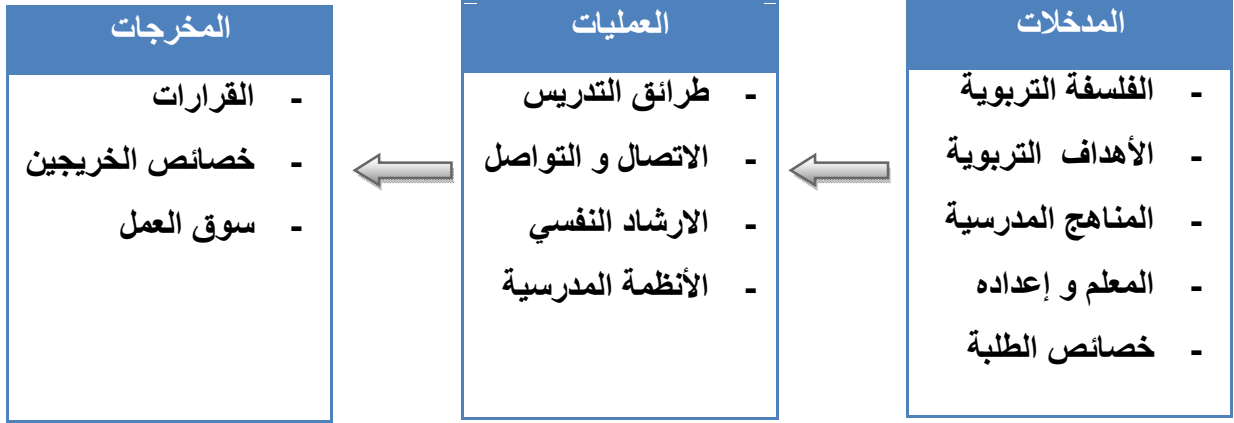 المدخلات
- الفلسفة التربوية
- الأهداف التربوية
- المناهج المدرسية
- المعلم و إعداده
- خصائص الطلبة
العمليات
- طرائق التدريس
- الاتصال و التواصل
- الارشاد النفسي
- الأنظمة المدرسية
المخرجات
- القرارات
- خصائص الخريجين
- سوق العمل